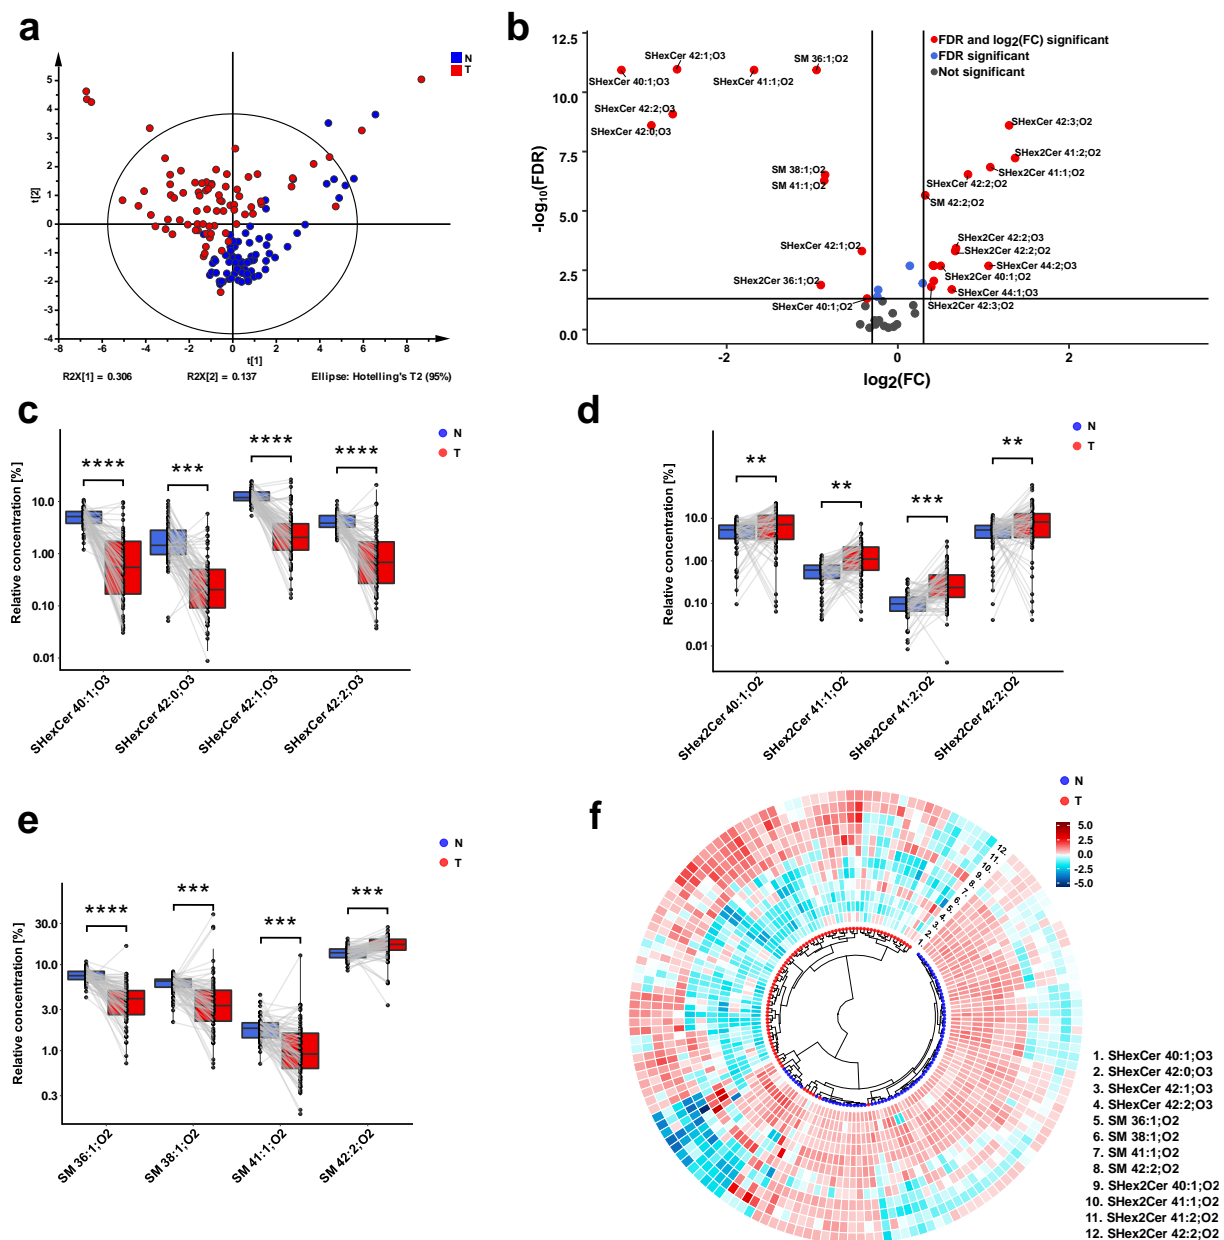 a
N
T
t[2]
5
4
3
2
1
0
-1
-2
-3
-4
-8
-6
-4
-2
0
2
4
6
8
10
t[1]
R2X[1] = 0.306
R2X[2] = 0.137
Ellipse: Hotelling's T2 (95%)
b
12.5
10.0
7.5
5.0
2.5
0.0
-log10(FDR)
FDR and log2(FC) significant
FDR significant
Not significant
SHexCer 42:1;O3
SM 36:1;O2
SHexCer 40:1;O3
SHexCer 41:1;O2
SHexCer 42:2;O3
SHexCer 42:0;O3
SHexCer 42:3;O2
SHex2Cer 41:2;O2
SM 38:1;O2
SHex2Cer 41:1;O2
SM 41:1;O2
SHexCer 42:2;O2
SM 42:2;O2
SHexCer 42:1;O2
SHex2Cer 42:2;O3
SHex2Cer 42:2;O2
SHexCer 44:2;O3
SHex2Cer 36:1;O2
SHex2Cer 40:1;O2
SHexCer 44:1;O3
SHexCer 40:1;O2
SHex2Cer 42:3;O2
-2
0
2
log2(FC)
c
N
T
Relative concentration [%]
10.0
1.00
0.10
0.01
****
***
****
****
SHexCer 40:1;O3
SHexCer 42:0;O3
SHexCer 42:1;O3
SHexCer 42:2;O3
d
N
T
Relative concentration [%]
10.0
1.00
0.10
0.01
**
**
***
**
SHex2Cer 40:1;O2
SHex2Cer 41:1;O2
SHex2Cer 41:2;O2
SHex2Cer 42:2;O2
e
N
T
Relative concentration [%]
30.0
10.0
3.0
1.0
0.3
****
***
***
***
SM 36:1;O2
SM 38:1;O2
SM 41:1;O2
SM 42:2;O2
f
N
T
5.0
2.5
0.0
-2.5
-5.0
12.
11.
10.
9.
8.
7.
6.
5.
4.
3.
2.
1.
1. SHexCer 40:1;O3
2. SHexCer 42:0;O3
3. SHexCer 42:1;O3
4. SHexCer 42:2;O3
5. SM 36:1;O2
6. SM 38:1;O2
7. SM 41:1;O2
8. SM 42:2;O2
9. SHex2Cer 40:1;O2
10. SHex2Cer 41:1;O2
11. SHex2Cer 41:2;O2
12. SHex2Cer 42:2;O2